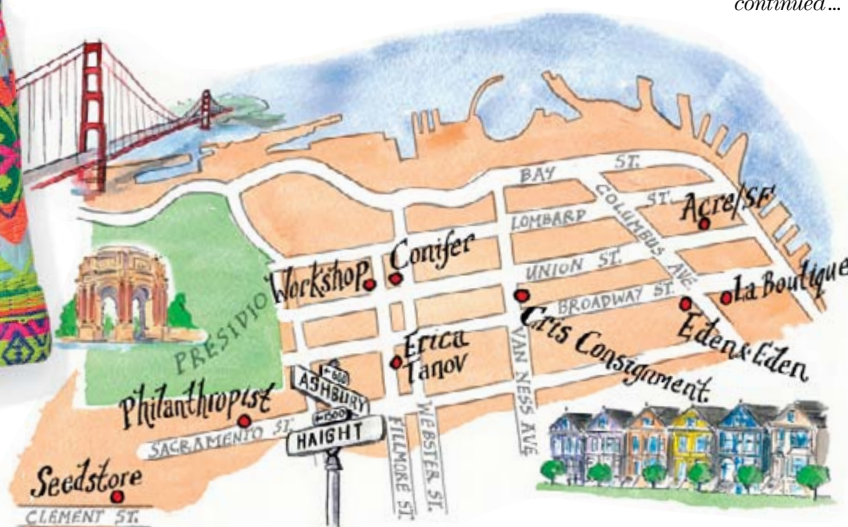 continued...
BAY ST.
COLUMBUS AVE.
LOMBARD ST.
Acre/SF
Conifer
Workshop
UNION ST.
La Boutique
BROADWAY ST.
PRESIDIO
Eden & Eden
Cris Consignment
Erica
Tanov
VAN NESS AVE.
ASHBURY
Philanthropist
HAIGHT
SACRAMENTO ST.
FILLMORE ST.
WEBSTER ST.
Seedstore
CLEMENT ST.